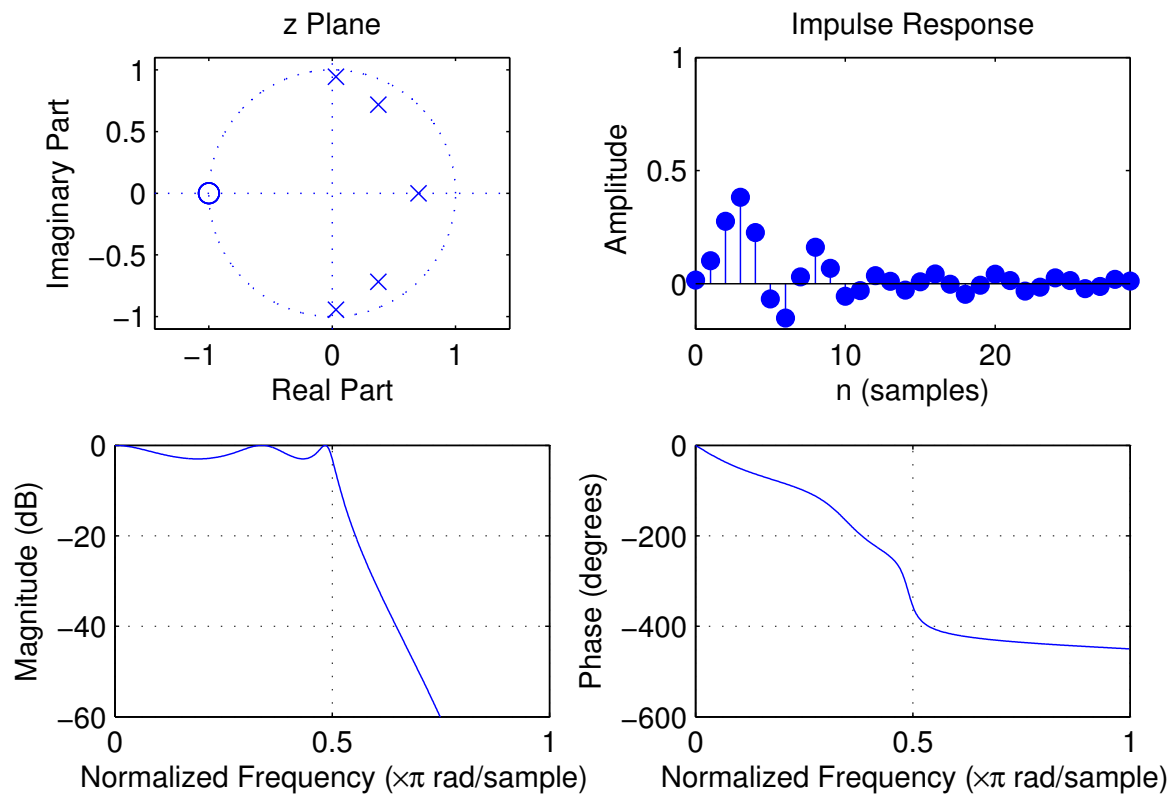 z Plane
Imaginary Part
1
0.5
0
−0.5
−1
−1 0 1
Real Part
Impulse Response
Amplitude
1
0.5
0
0 10 20
n (samples)
Magnitude (dB)
0
−20
−40
−60
0 0.5 1
Normalized Frequency (×π rad/sample)
Phase (degrees)
0
−200
−400
−600
0 0.5 1
Normalized Frequency (×π rad/sample)